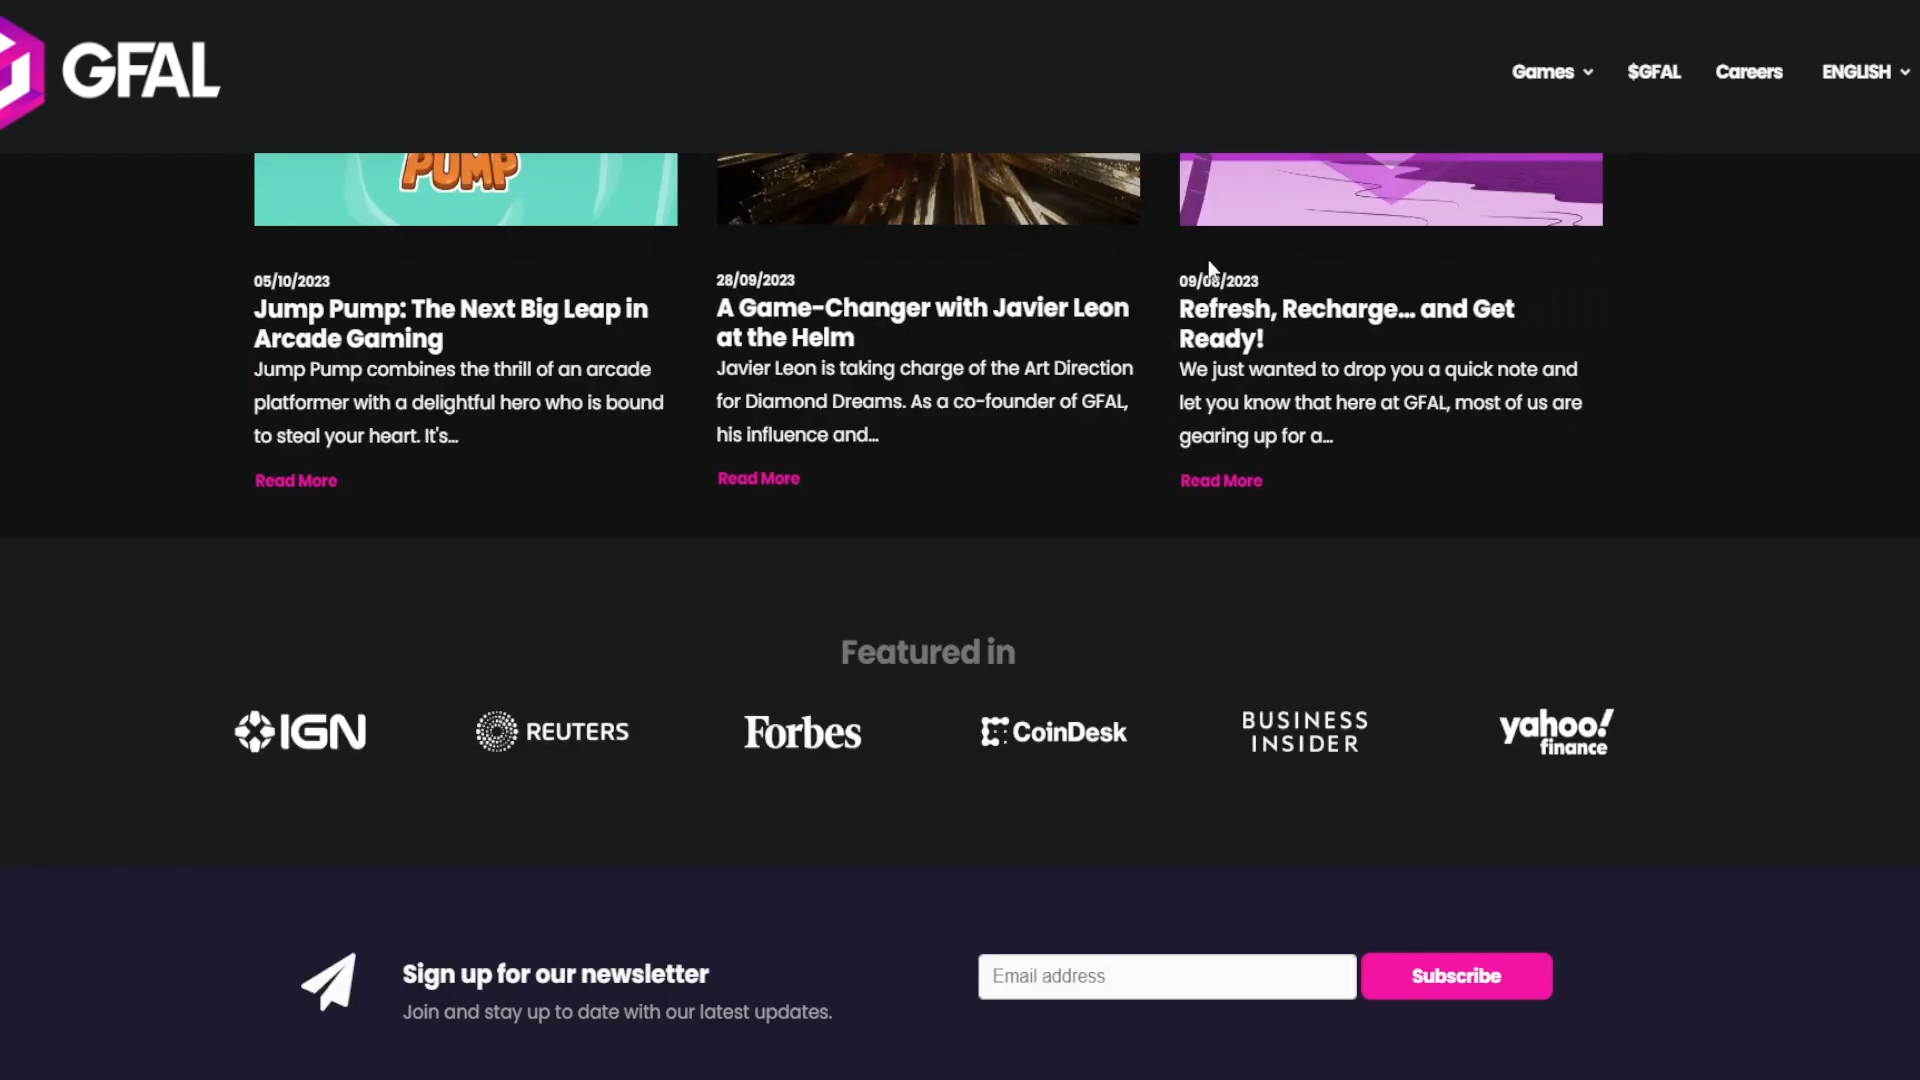 GFAL
Games
$GFAL
Careers
ENGLISH
PUMP
05/10/2023
Jump Pump: The Next Big Leap in
Arcade Gaming
Jump Pump combines the thrill of an arcade
platformer with a delightful hero who is bound
to steal your heart. It's...
Read More
28/09/2023
A Game-Changer with Javier Leon
at the Helm
Javier Leon is taking charge of the Art Direction
for Diamond Dreams. As a co-founder of GFAL,
his influence and...
Read More
09/08/2023
Refresh, Recharge... and Get
Ready!
We just wanted to drop you a quick note and
let you know that here at GFAL, most of us are
gearing up for a...
Read More
Featured in
IGN
REUTERS
Forbes
CoinDesk
BUSINESS
INSIDER
yahoo!
finance
Sign up for our newsletter
Join and stay up to date with our latest updates.
Email address
Subscribe